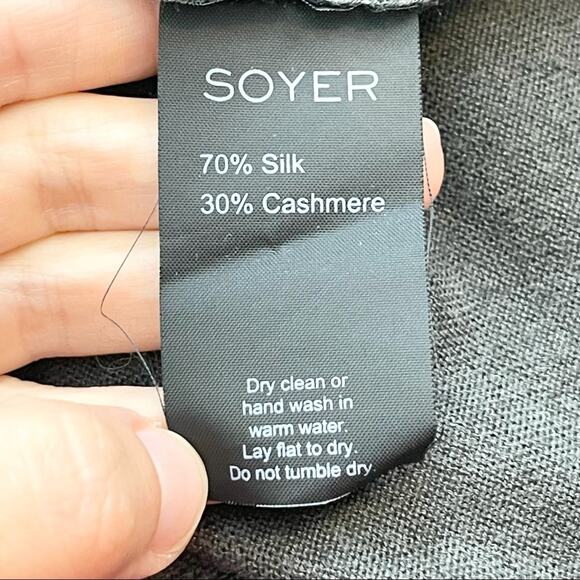 SOYER
70% Silk
30% Cashmere
Dry clean or
hand wash in
warm water.
Lay flat to dry.
Do not tumble dry.